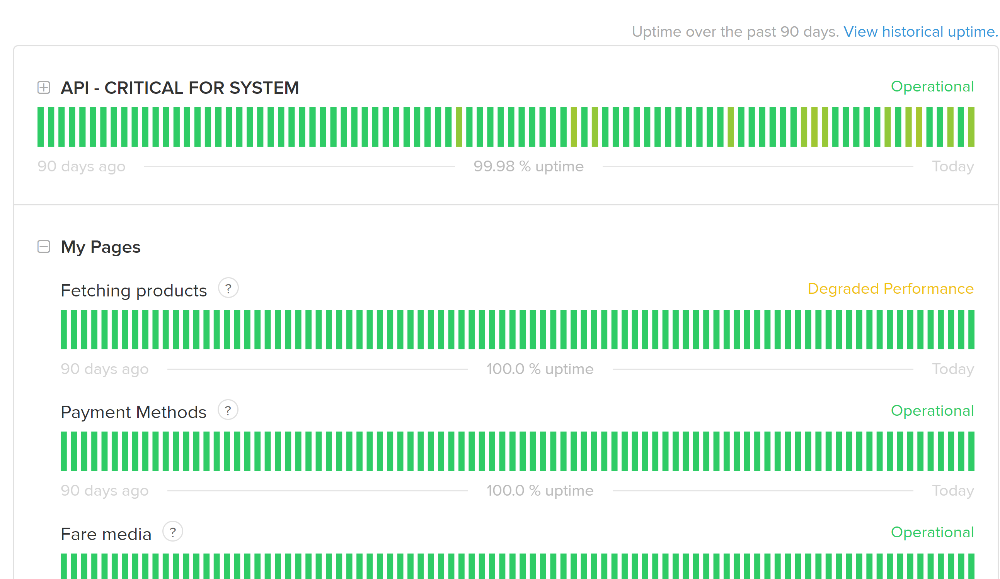 Uptime over the past 90 days. View historical uptime.
API - CRITICAL FOR SYSTEM
Operational
90 days ago
99.98 % uptime
Today
My Pages
Fetching products
?
Degraded Performance
90 days ago
100.0 % uptime
Today
Payment Methods
?
Operational
90 days ago
100.0 % uptime
Today
Fare media
?
Operational